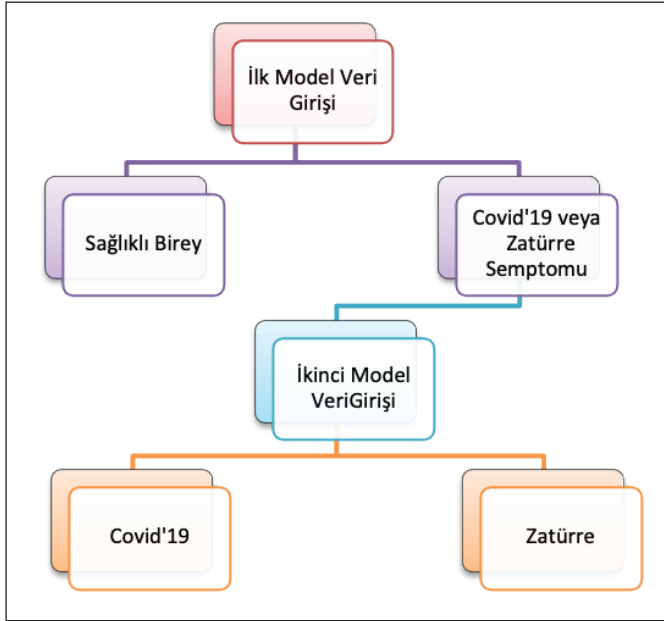 İlk Model Veri
Girişi
Sağlıklı Birey
Covid'19 veya
Zatürre
Semptomu
İkinci Model
VeriGirişi
Covid'19
Zatürre